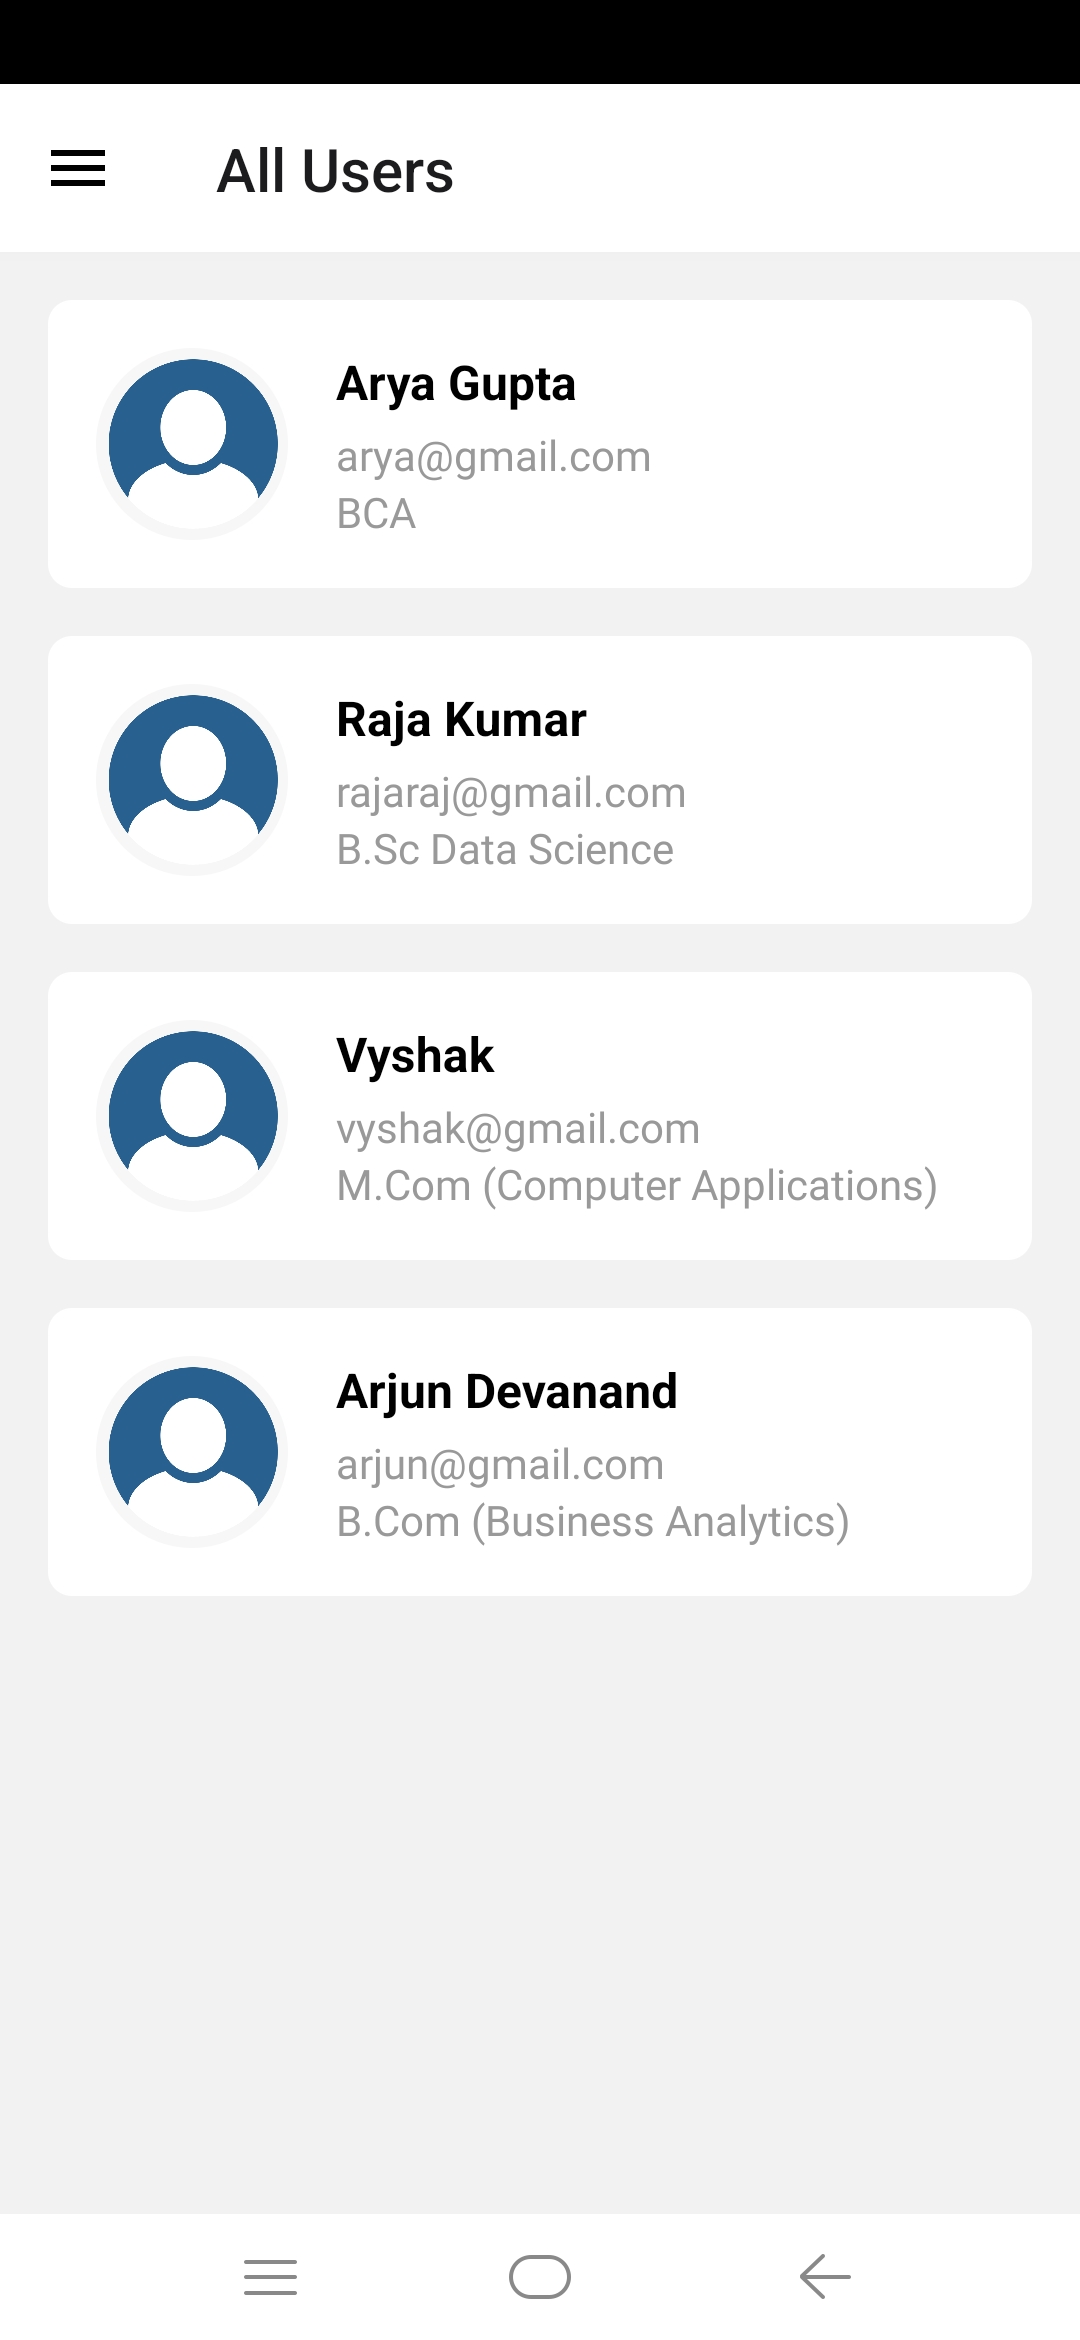 All Users
Arya Gupta
arya@gmail.com
BCA
Raja Kumar
rajaraj@gmail.com
B.Sc Data Science
Vyshak
vyshak@gmail.com
M.Com (Computer Applications)
Arjun Devanand
arjun@gmail.com
B.Com (Business Analytics)